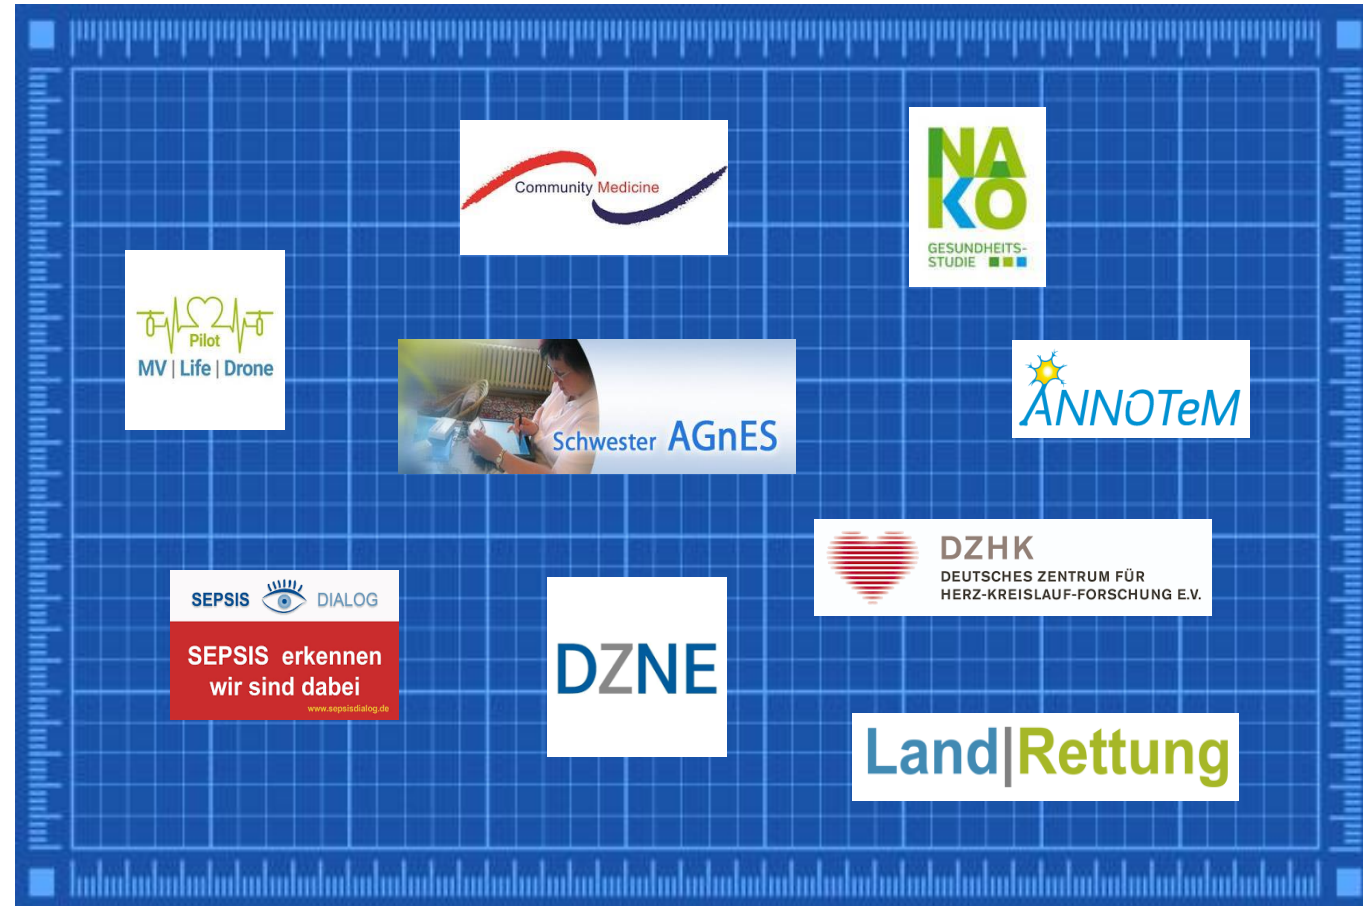 Community Medicine
NA
KO
GESUNDHEITS-
STUDIE
Pilot
MV | Life | Drone
Schwester AGnES
ANNOTeM
DZHK
DEUTSCHES ZENTRUM FÜR
HERZ-KREISLAUF-FORSCHUNG E.V.
SEPSIS DIALOG
SEPSIS erkennen
wir sind dabei
www.sepsisdialog.de
DZNE
Land|Rettung